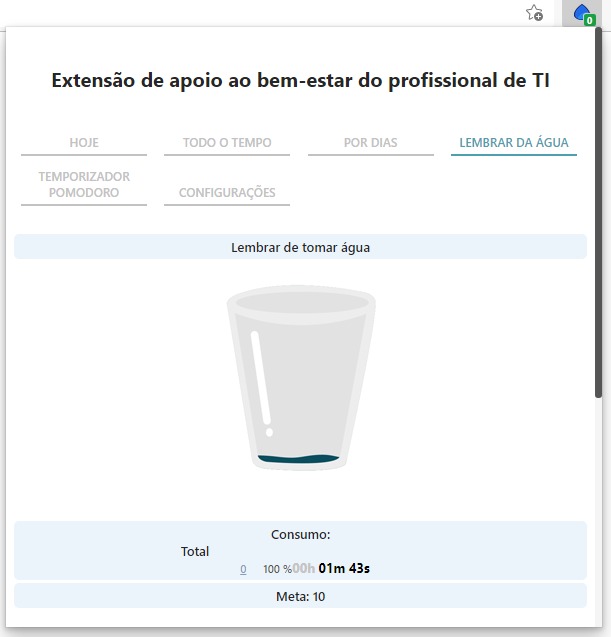 0
Extensão de apoio ao bem-estar do profissional de TI
HOJE TODO O TEMPO POR DIAS LEMBRAR DA ÁGUA
TEMPORIZADOR POMODORO CONFIGURAÇÕES
Lembrar de tomar água
Consumo:
Total
0 100 %00h 01m 43s
Meta: 10